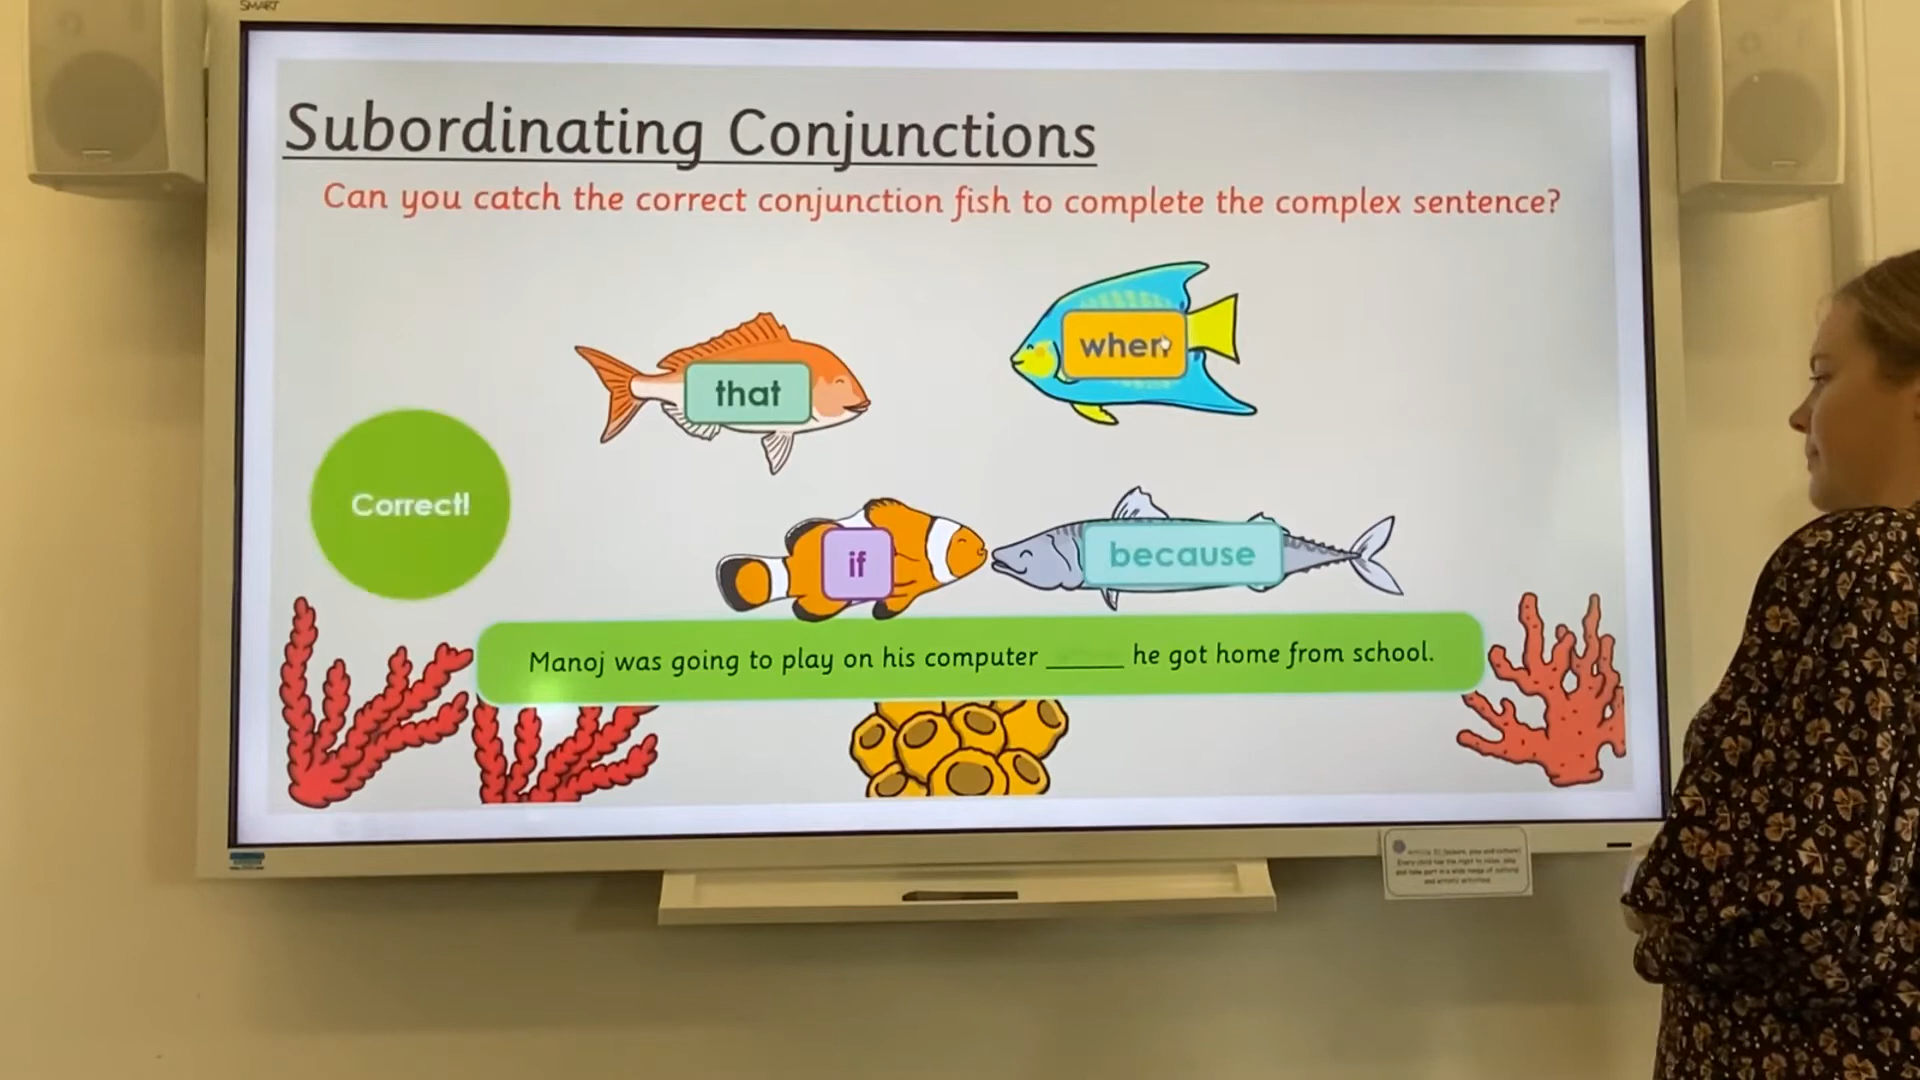 SMART
Subordinating Conjunctions
Can you catch the correct conjunction fish to complete the complex sentence?
when
that
Correct!
if
because
Manoj was going to play on his computer ______ he got home from school.